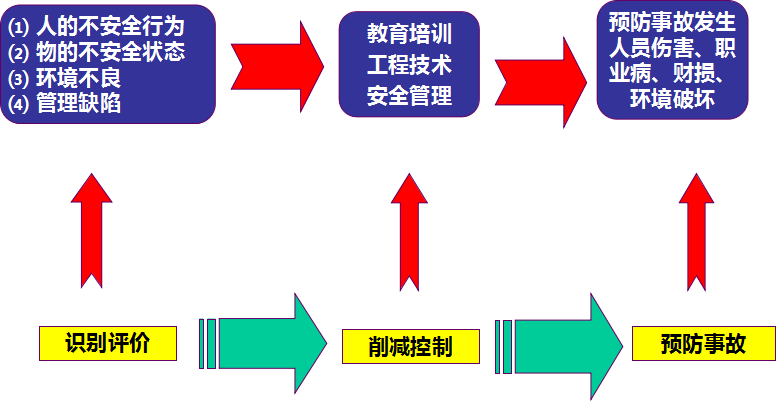 (1) 人的不安全行为
(2) 物的不安全状态
(3) 环境不良
(4) 管理缺陷
教育培训
工程技术
安全管理
预防事故发生
人员伤害、职
业病、财损、
环境破坏
识别评价
削减控制
预防事故